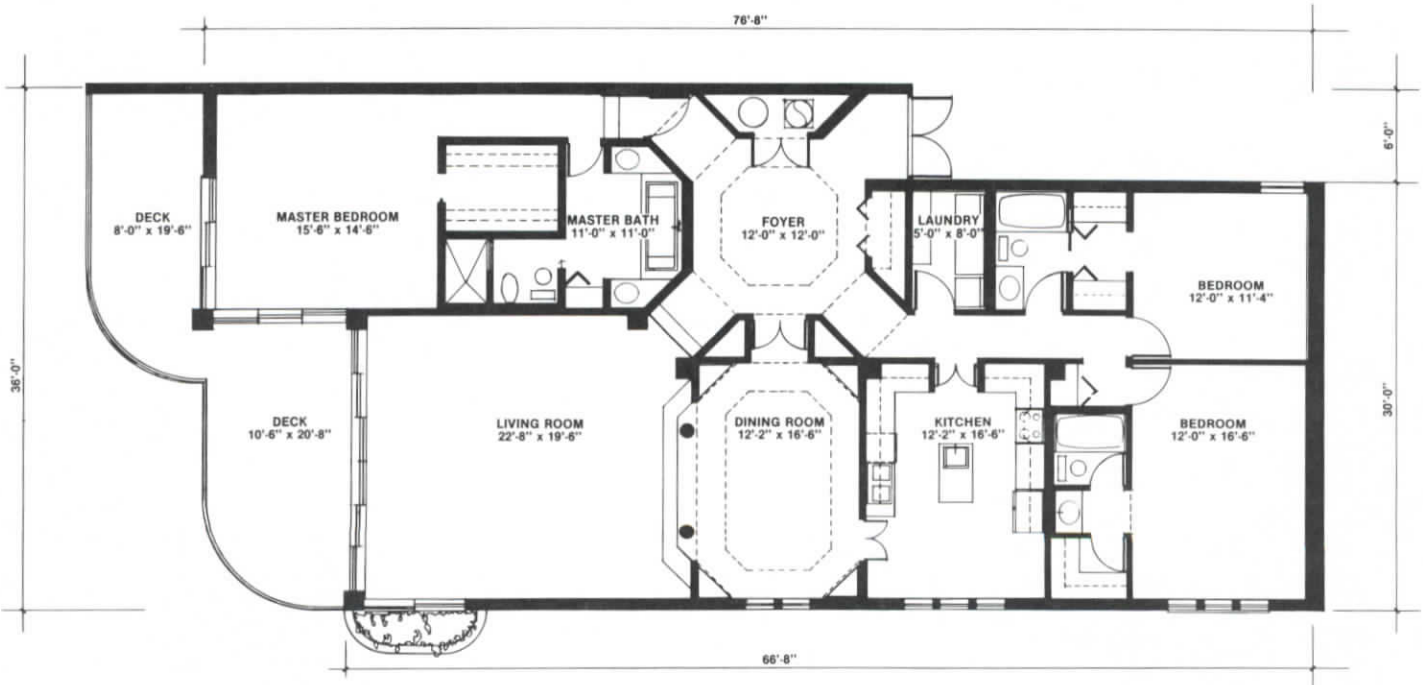 76'-8"
6'-0"
DECK
8'-0" x 19'-6"
MASTER BEDROOM
15'-6" x 14'-6"
MASTER BATH
11'-0" x 11'-0"
FOYER
12'-0" x 12'-0"
LAUNDRY
5'-0" x 8'-0"
BEDROOM
12'-0" x 11'-4"
36'-0"
30'-0"
DECK
10'-6" x 20'-8"
LIVING ROOM
22'-8" x 19'-6"
DINING ROOM
12'-2" x 16'-6"
KITCHEN
12'-2" x 16'-6"
BEDROOM
12'-0" x 16'-6"
66'-8"